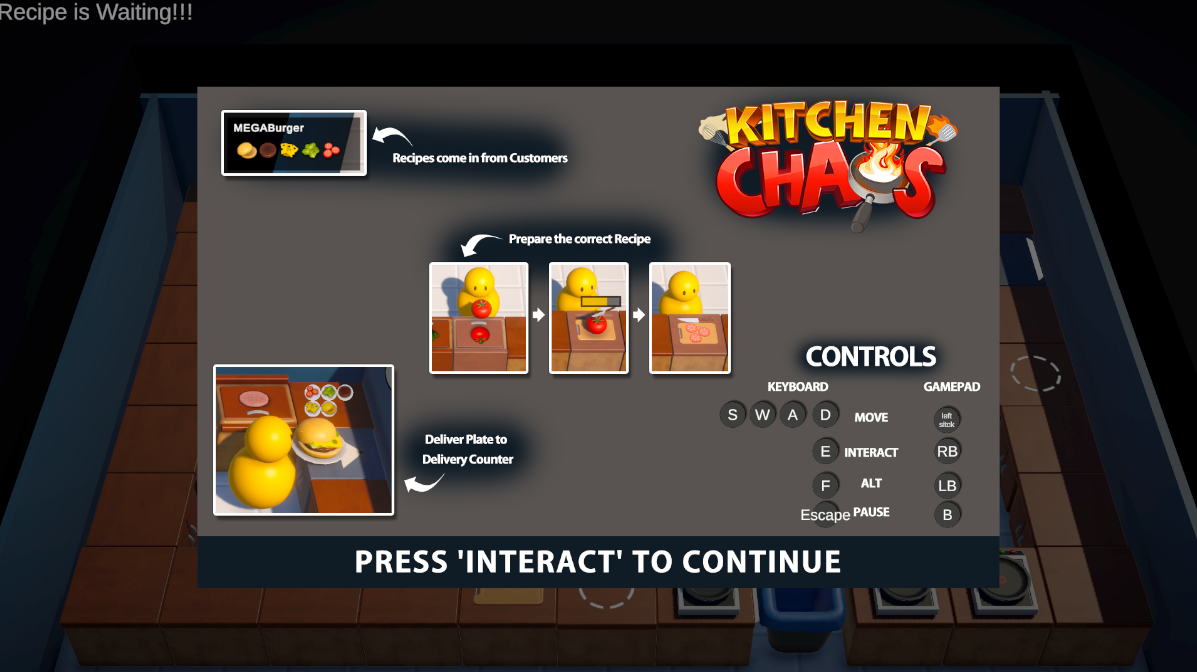 Recipe is Waiting!!!
MEGABurger
Recipes come in from Customers
KITCHEN
CHAOS
Prepare the correct Recipe
Deliver Plate to
Delivery Counter
CONTROLS
KEYBOARD GAMEPAD
S W A D MOVE left
sitck
E INTERACT RB
F ALT LB
Escape PAUSE B
PRESS 'INTERACT' TO CONTINUE